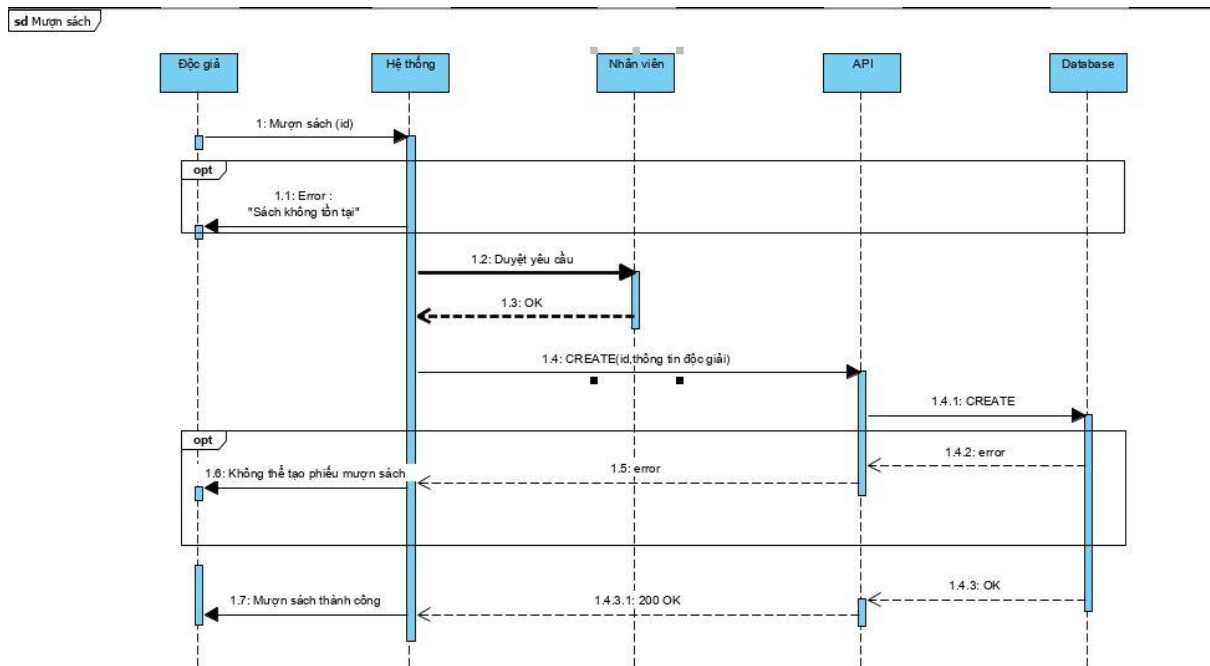 sd Mượn sách
Độc giả
Hệ thống
Nhân viên
API
Database
1: Mượn sách (id)
opt
1.1: Error :
"Sách không tồn tại"
1.2: Duyệt yêu cầu
1.3: OK
1.4: CREATE(id,thông tin độc giải)
1.4.1: CREATE
opt
1.4.2: error
1.5: error
1.6: Không thể tạo phiếu mượn sách
1.4.3: OK
1.4.3.1: 200 OK
1.7: Mượn sách thành công